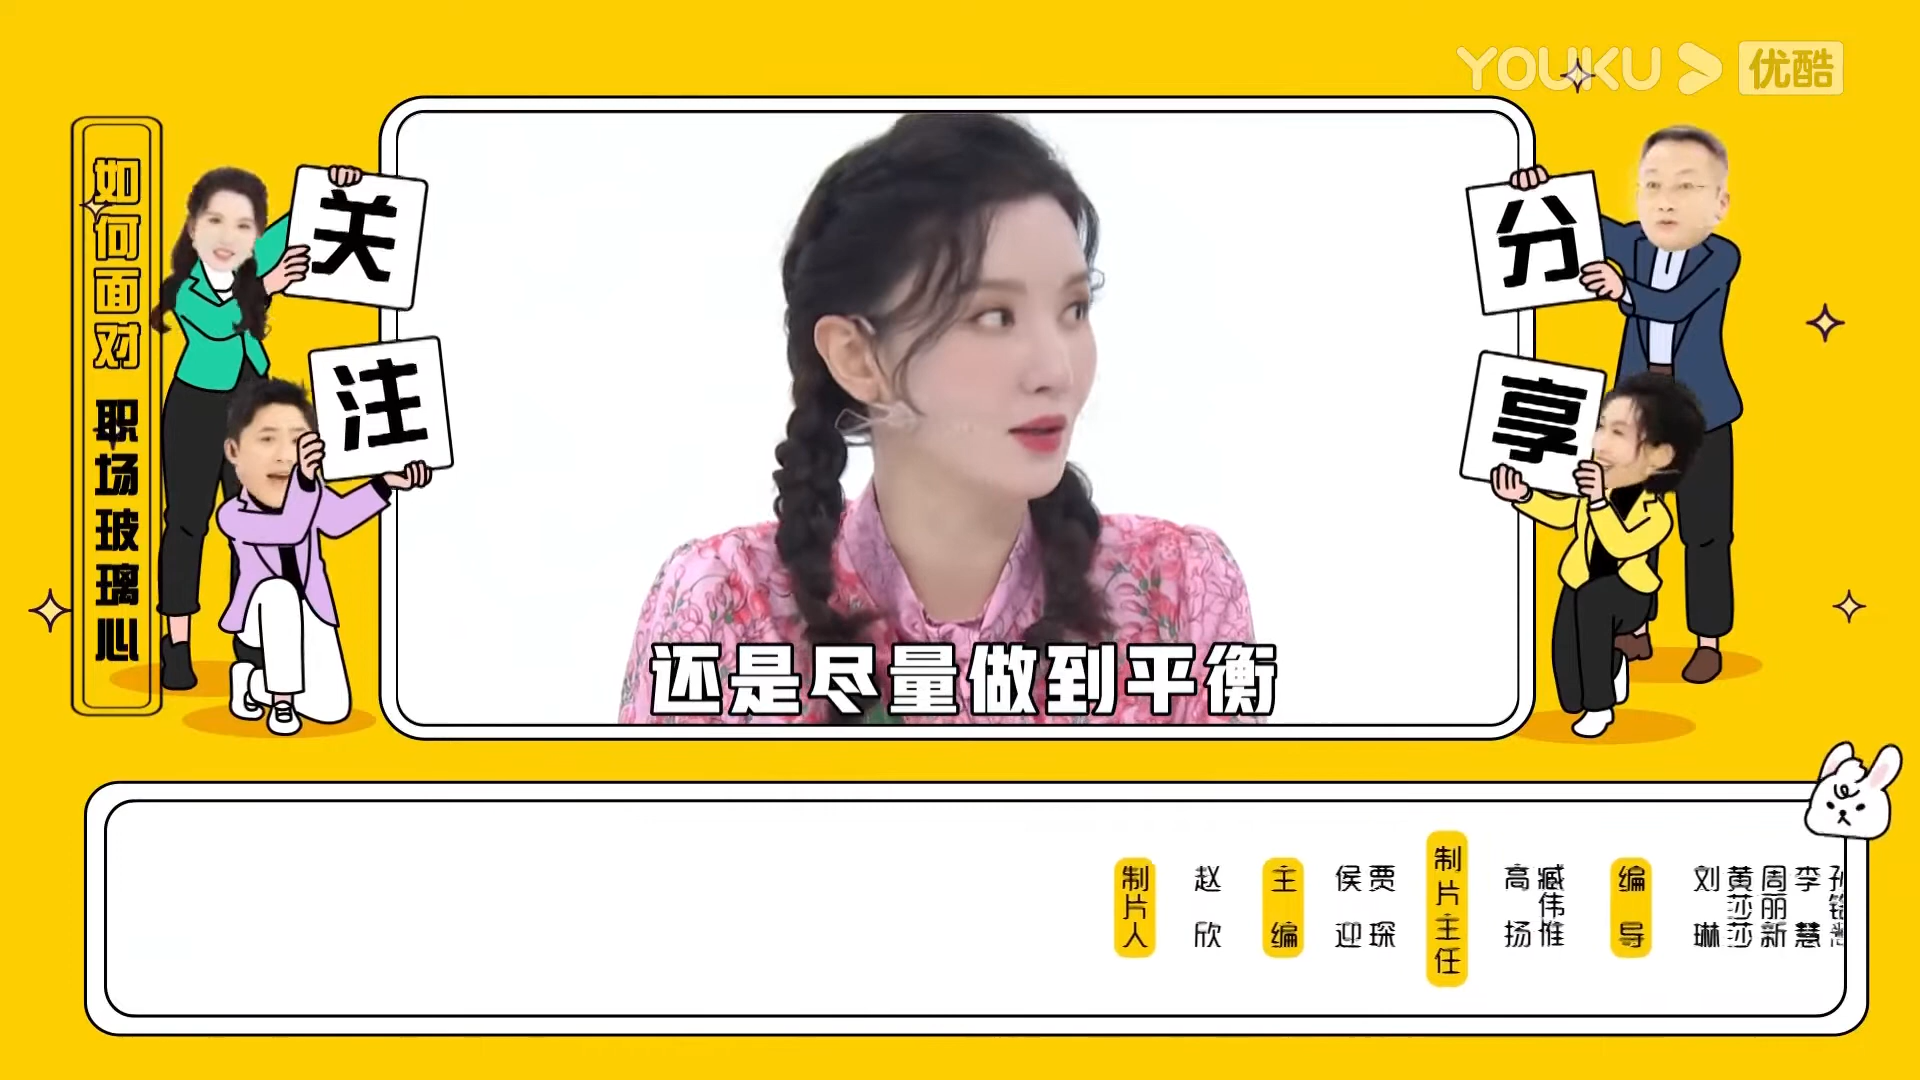 YOUKU 优酷
如何面对 职场玻璃心
关
注
分
享
还是尽量做到平衡
制片人
赵欣
主编
侯迎
贾琛
制片主任
高扬
臧伟惟
编导
刘琳
黄莎莎
周丽新
李慧